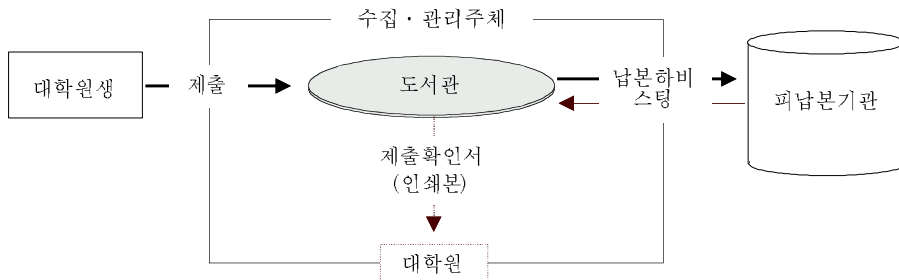 수집·관리주체
대학원생
제출
도서관
납본하비
스팅
피납본기관
제출확인서
(인쇄본)
대학원